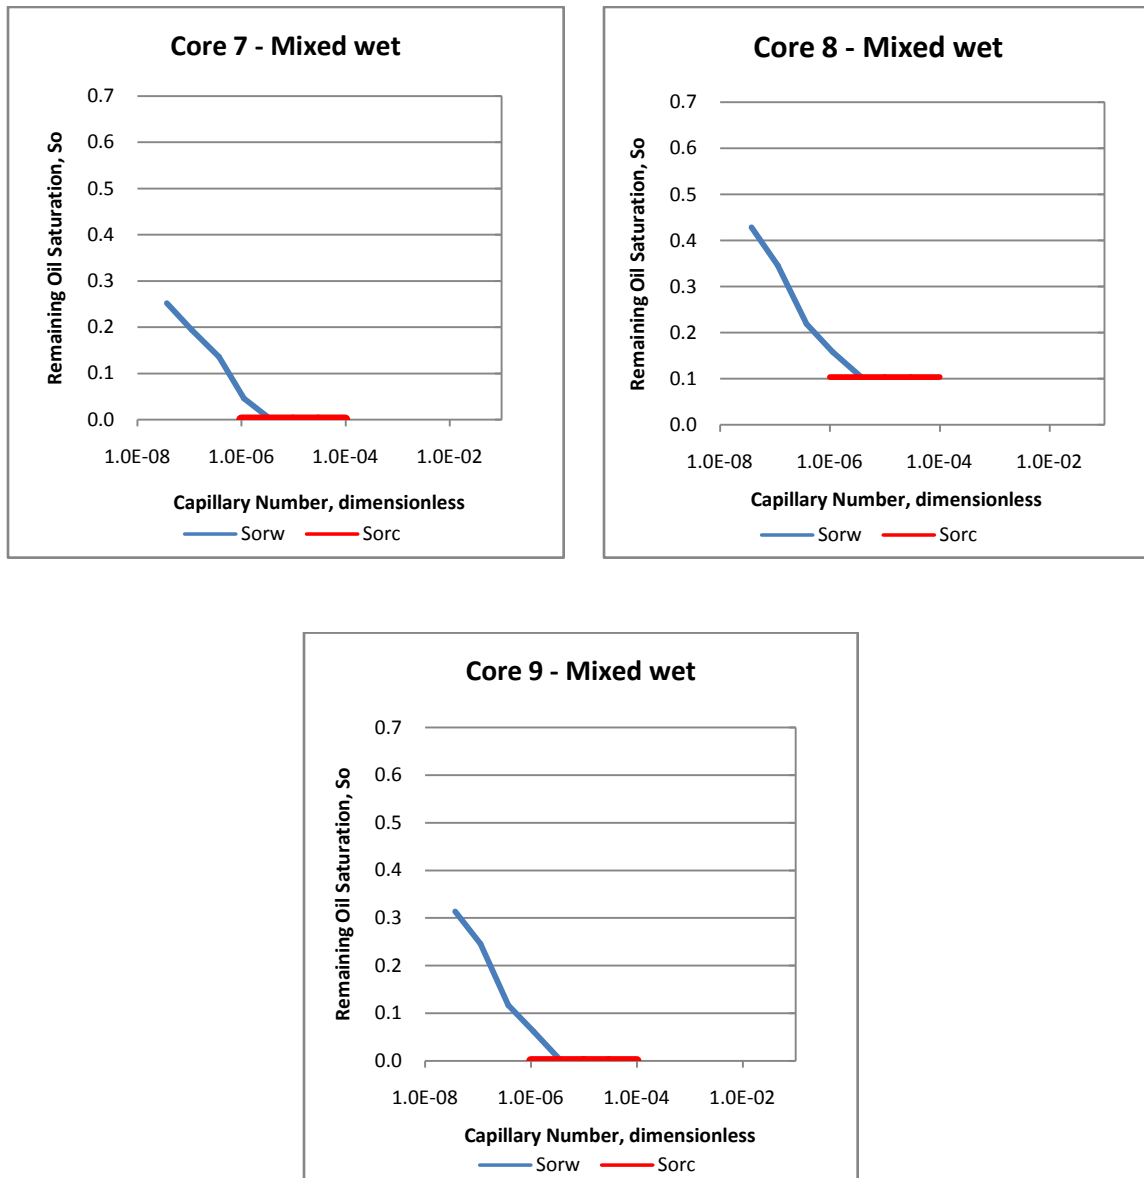 Core 7 - Mixed wet
Remaining Oil Saturation, So
0.7
0.6
0.5
0.4
0.3
0.2
0.1
0.0
1.0E-08 1.0E-06 1.0E-04 1.0E-02
Capillary Number, dimensionless
Sorw Sorc
Core 8 - Mixed wet
Remaining Oil Saturation, So
0.7
0.6
0.5
0.4
0.3
0.2
0.1
0.0
1.0E-08 1.0E-06 1.0E-04 1.0E-02
Capillary Number, dimensionless
Sorw Sorc
Core 9 - Mixed wet
Remaining Oil Saturation, So
0.7
0.6
0.5
0.4
0.3
0.2
0.1
0.0
1.0E-08 1.0E-06 1.0E-04 1.0E-02
Capillary Number, dimensionless
Sorw Sorc